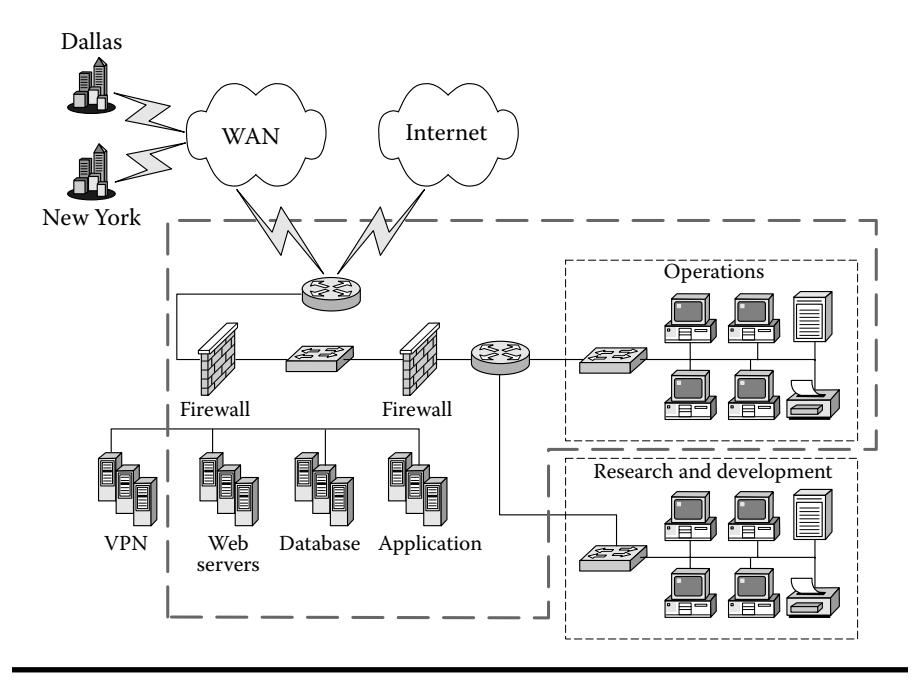 Dallas
WAN
Internet
New York
Operations
Firewall
Firewall
Research and development
VPN
Web
servers
Database
Application